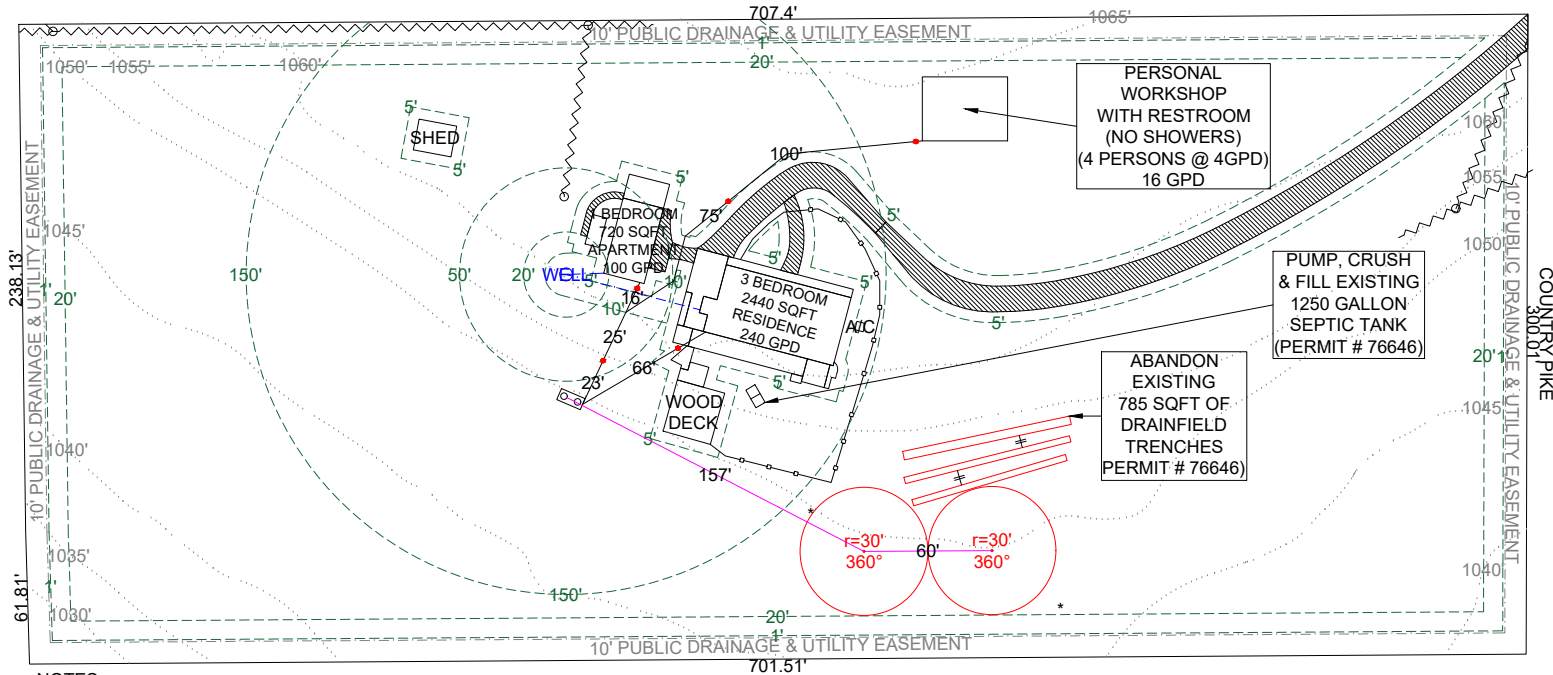 707.4'
1065'
10' PUBLIC DRAINAGE & UTILITY EASEMENT
1'
20'
1050'
1055'
1060'
PERSONAL
WORKSHOP
WITH RESTROOM
(NO SHOWERS)
(4 PERSONS @ 4GPD)
16 GPD
5'
SHED
5'
100'
1060'
1055'
1050'
5'
75'
5'
1 BEDROOM
720 SQFT
APARTMENT
100 GPD
10' PUBLIC DRAINAGE & UTILITY EASEMENT
1045'
238.13'
1'
20'
150'
50'
20'
WELL
5'
10'
16'
10'
5'
5'
3 BEDROOM
2440 SQFT
RESIDENCE
240 GPD
A/C
5'
PUMP, CRUSH
& FILL EXISTING
1250 GALLON
SEPTIC TANK
(PERMIT # 76646)
COUNTRY PIKE
300.01'
10' PUBLIC DRAINAGE & UTILITY EASEMENT
20'
1'
25'
66'
23'
5'
WOOD
DECK
5'
ABANDON
EXISTING
785 SQFT OF
DRAINFIELD
TRENCHES
PERMIT # 76646)
1045'
1040'
157'
*
r=30'
360°
60'
r=30'
360°
1040'
1035'
1'
61.81'
1030'
150'
20'
*
1'
10' PUBLIC DRAINAGE & UTILITY EASEMENT
701.51'